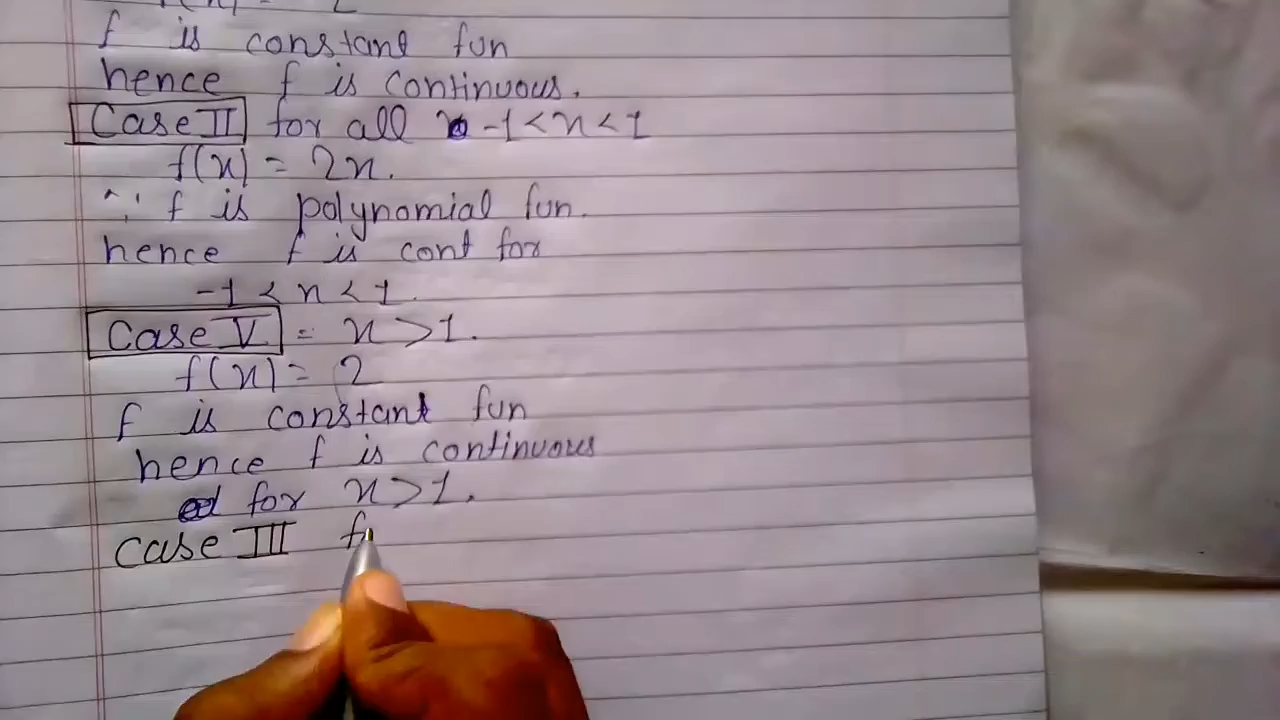 f is constant fun
hence f is continuous.
Case II for all -1 < x < 1
f(x) = 2x.
∵ f is polynomial fun.
hence f is cont for
-1 < x < 1.
Case V = x > 1.
f(x) = 2
f is constant fun
hence f is continuous
for x > 1.
Case III f